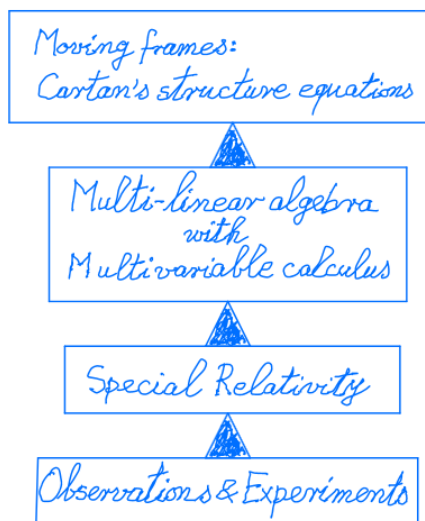 Moving frames:
Cartan's structure equations
Multi-linear algebra
with
Multivariable calculus
Special Relativity
Observations & Experiments